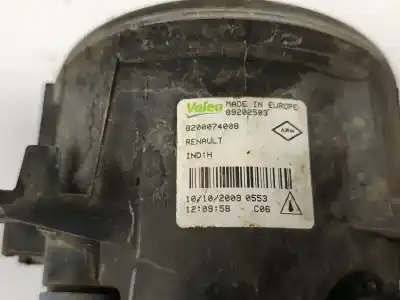 Valeo MADE IN EUROPE
89202503
8200074008
RENAULT
IND:H
10/10/2009 0553
12:09:58 - C06